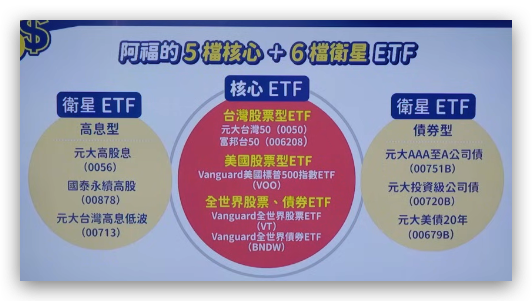 $
阿福的5檔核心+6檔衛星ETF
衛星 ETF
高息型
元大高股息
(0056)
國泰永續高股
(00878)
元大台灣高息低波
(00713)
核心 ETF
台灣股票型ETF
元大台灣50（0050）
富邦台50（006208）
美國股票型ETF
Vanguard美國標普500指數ETF
（VOO）
全世界股票、債券ETF
Vanguard全世界股票ETF
（VT）
Vanguard全世界債券ETF
（BNDW）
衛星 ETF
債券型
元大AAA至A公司債
(00751B)
元大投資級公司債
(00720B)
元大美債20年
(00679B)